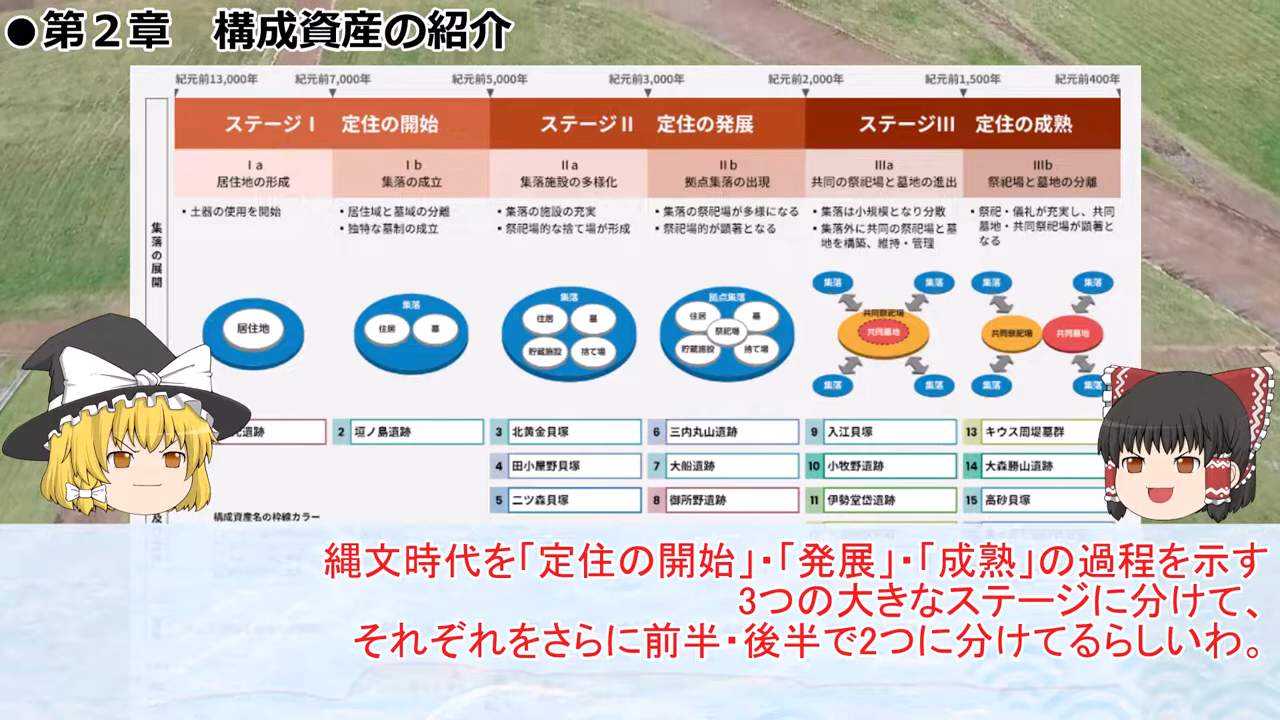 ●第２章　構成資産の紹介
紀元前13,000年 紀元前7,000年 紀元前5,000年 紀元前3,000年 紀元前2,000年 紀元前1,500年 紀元前400年
ステージⅠ 定住の開始 ステージⅡ 定住の発展 ステージⅢ 定住の成熟
Ⅰa Ⅰb Ⅱa Ⅱb Ⅲa Ⅲb
居住地の形成 集落の成立 集落施設の多様化 拠点集落の出現 共同の祭祀場と墓地の進出 祭祀場と墓地の分離
集落の展開
・土器の使用を開始
・居住域と墓域の分離
・独特な墓制の成立
・集落の施設の充実
・祭祀場的な捨て場が形成
・集落の祭祀場が多様になる
・祭祀場的が顕著となる
・集落は小規模となり分散
・集落外に共同の祭祀場と墓
地を構築、維持・管理
・祭祀・儀礼が充実し、共同
墓地・共同祭祀場が顕著と
なる
居住地
集落
住居 墓
集落
住居 墓
貯蔵施設 捨て場
拠点集落
住居 墓
祭祀場
貯蔵施設 捨て場
集落 集落
共同祭祀場
共同墓地
集落 集落
集落 集落
共同祭祀場 共同墓地
集落 集落
遺跡
2 垣ノ島遺跡
3 北黄金貝塚
4 田小屋野貝塚
5 二ツ森貝塚
6 三内丸山遺跡
7 大船遺跡
8 御所野遺跡
9 入江貝塚
10 小牧野遺跡
11 伊勢堂岱遺跡
13 キウス周堤墓群
14 大森勝山遺跡
15 高砂貝塚
及
構成資産名の枠線カラー
縄文時代を「定住の開始」・「発展」・「成熟」の過程を示す
3つの大きなステージに分けて、
それぞれをさらに前半・後半で2つに分けてるらしいわ。